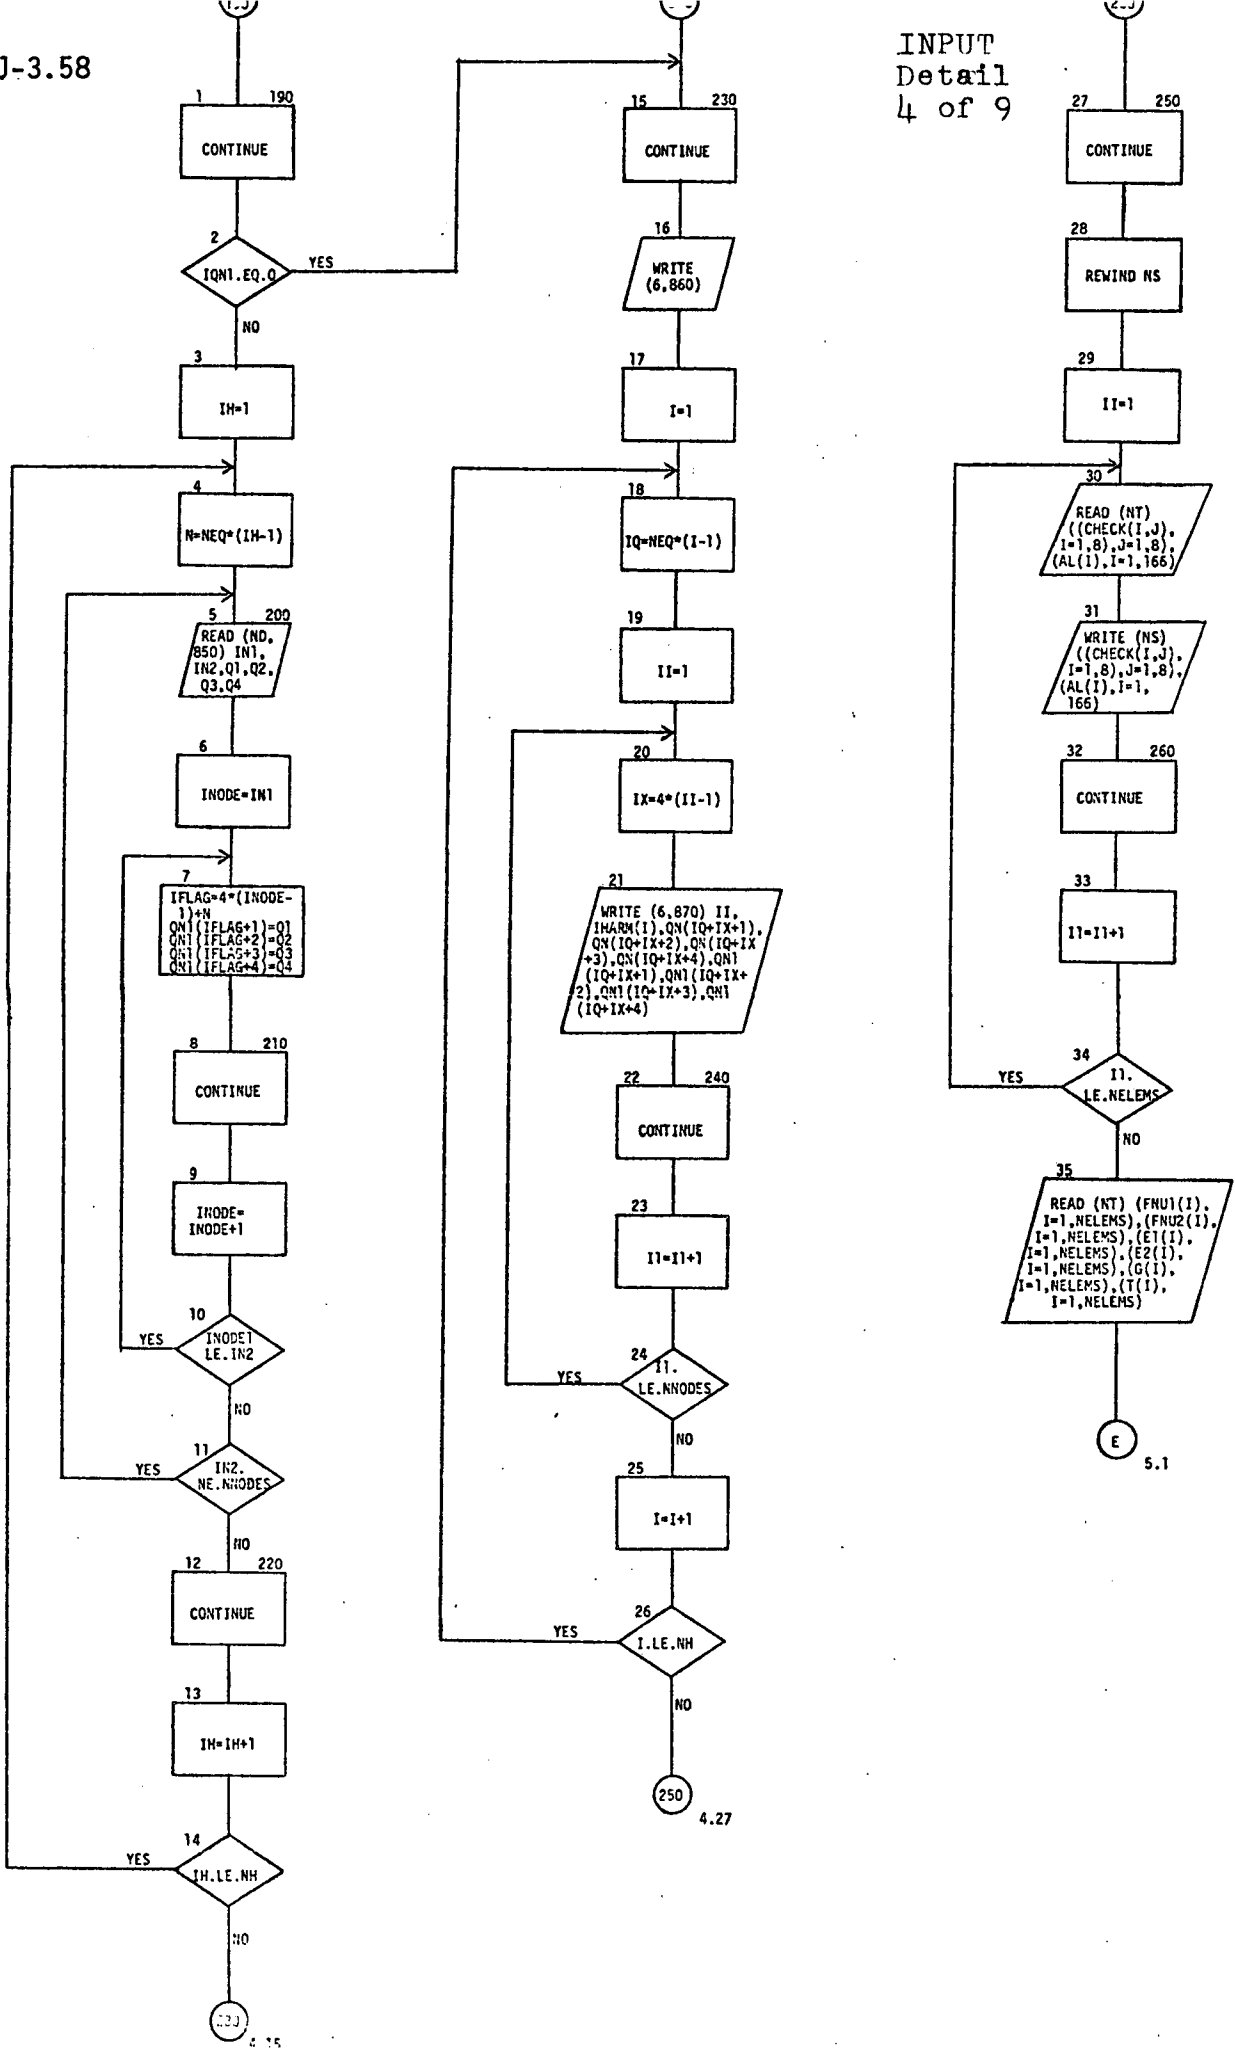 J-3.58
INPUT
Detail
4 of 9
1 190
CONTINUE
2
IQN1.EQ.0
YES
NO
3
IH=1
4
N=NEQ*(IH-1)
5 200
READ (ND,
850) IN1,
IN2,Q1,Q2,
Q3,Q4
6
INODE=IN1
7
IFLAG=4*(INODE-
1)+N
QN1(IFLAG+1)=Q1
QN1(IFLAG+2)=Q2
QN1(IFLAG+3)=Q3
QN1(IFLAG+4)=Q4
8 210
CONTINUE
9
INODE=
INODE+1
10
INODE1
LE.IN2
YES
NO
11
IN2.
NE.NNODES
YES
NO
12 220
CONTINUE
13
IH=IH+1
14
IH.LE.NH
YES
NO
15 230
CONTINUE
16
WRITE
(6,860)
17
I=1
18
IQ=NEQ*(I-1)
19
II=1
20
IX=4*(II-1)
21
WRITE (6,870) II,
IHARM(I),QN(IQ+IX+1),
QN(IQ+IX+2),QN(IQ+IX
+3),QN(IQ+IX+4),QN1
(IQ+IX+1),QN1(IQ+IX+
2),QN1(IQ+IX+3),QN1
(IQ+IX+4)
22 240
CONTINUE
23
I1=I1+1
24
I1.
LE.NNODES
YES
NO
25
I=I+1
26
I.LE.NH
YES
NO
250
4.27
27 250
CONTINUE
28
REWIND NS
29
II=1
30
READ (NT)
((CHECK(I,J),
I=1,8),J=1,8),
(AL(I),I=1,166)
31
WRITE (NS)
((CHECK(I,J),
I=1,8),J=1,8),
(AL(I),I=1,
166)
32 260
CONTINUE
33
I1=I1+1
34
I1.
LE.NELEMS
YES
NO
35
READ (NT) (FNU1(I),
I=1,NELEMS),(FNU2(I),
I=1,NELEMS),(E1(I),
I=1,NELEMS),(E2(I),
I=1,NELEMS),(G(I),
I=1,NELEMS),(T(I),
I=1,NELEMS)
E
5.1